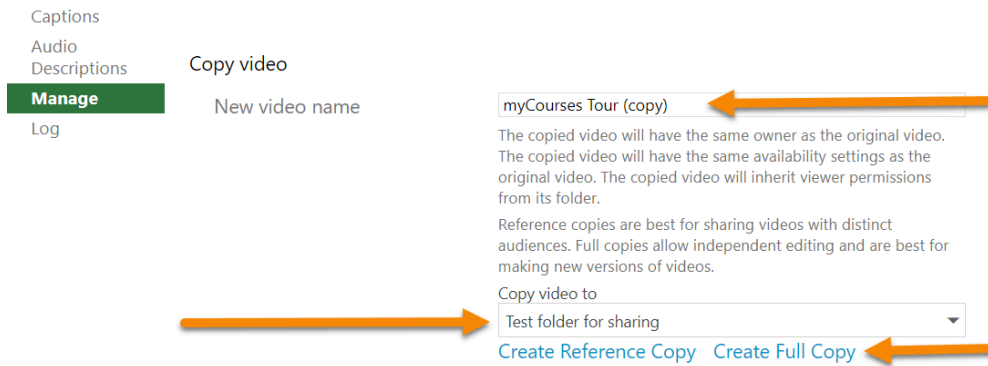 Captions
Audio
Descriptions
Manage
Log
Copy video
New video name
myCourses Tour (copy)
The copied video will have the same owner as the original video.
The copied video will have the same availability settings as the
original video. The copied video will inherit viewer permissions
from its folder.
Reference copies are best for sharing videos with distinct
audiences. Full copies allow independent editing and are best for
making new versions of videos.
Copy video to
Test folder for sharing
Create Reference Copy Create Full Copy